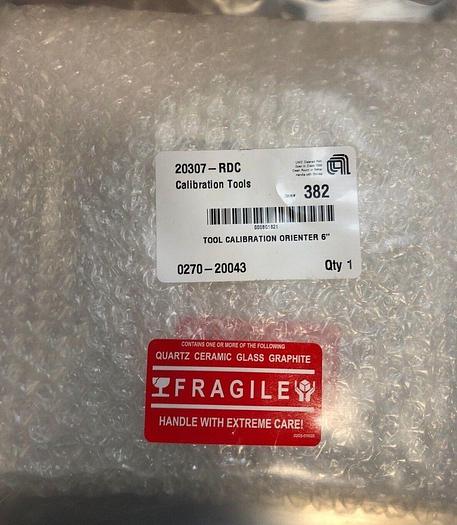 20307-RDC
Calibration Tools
382
TOOL CALIBRATION ORIENTER 6"
0270-20043
Qty 1
CONTAINS ONE OR MORE OF THE FOLLOWING
QUARTZ CERAMIC GLASS GRAPHITE
FRAGILE
HANDLE WITH EXTREME CARE!